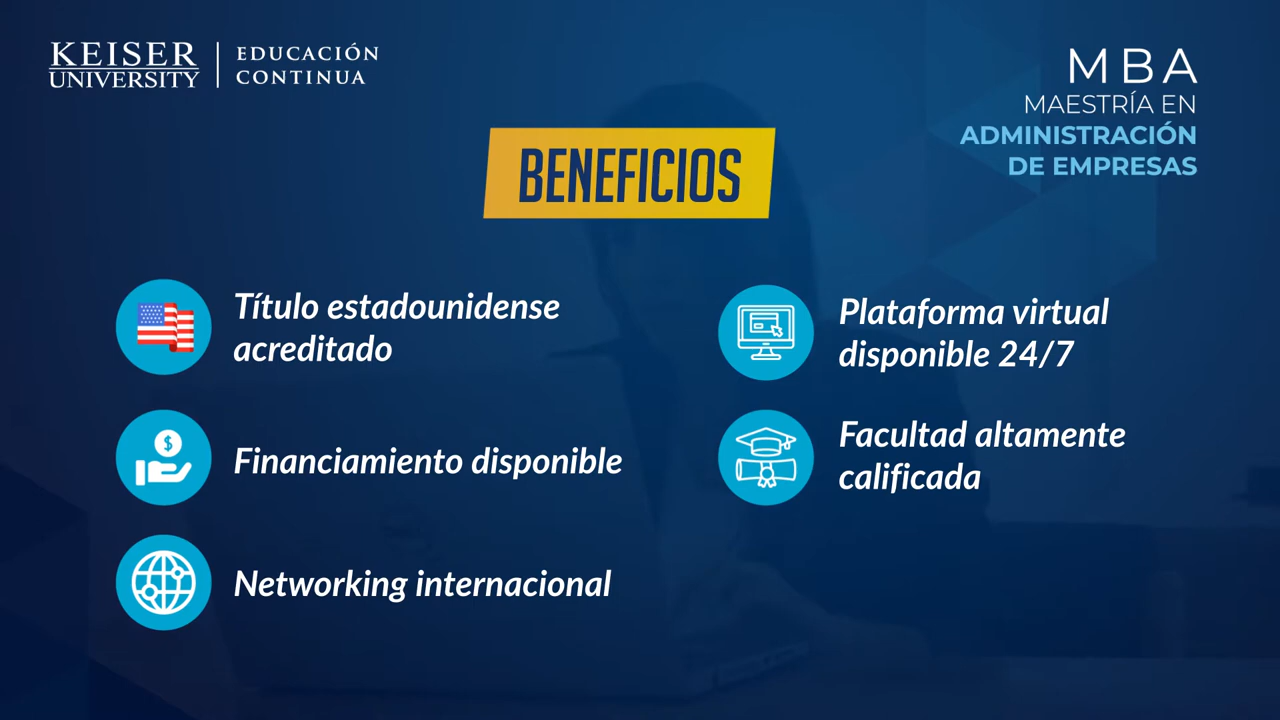 KEISER
UNIVERSITY
EDUCACIÓN
CONTINUA
MBA
MAESTRÍA EN
ADMINISTRACIÓN
DE EMPRESAS
BENEFICIOS
Título estadounidense
acreditado
$
Financiamiento disponible
Networking internacional
Plataforma virtual
disponible 24/7
Facultad altamente
calificada